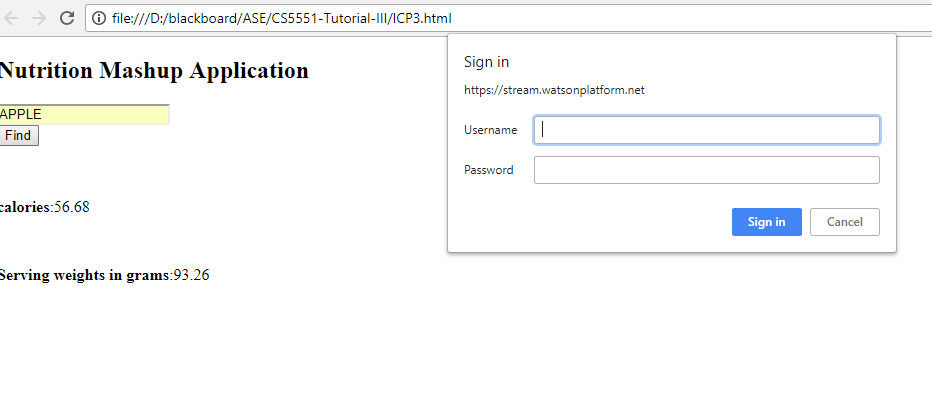 file:///D:/blackboard/ASE/CS5551-Tutorial-III/ICP3.html
Nutrition Mashup Application
APPLE
Find
calories:56.68
Serving weights in grams:93.26
Sign in
https://stream.watsonplatform.net
Username
Password
Sign in Cancel